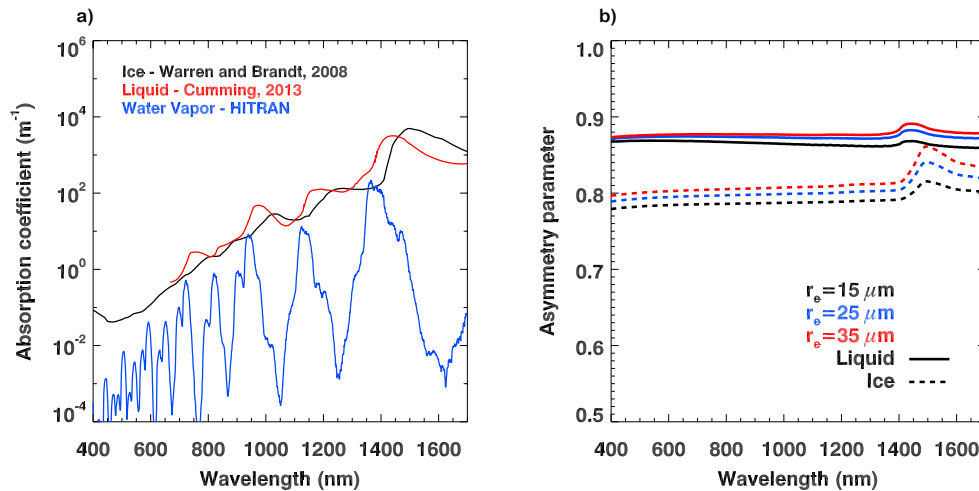 a)
10^6
10^4
10^2
10^0
10^-2
10^-4
Absorption coefficient (m^-1)
Ice - Warren and Brandt, 2008
Liquid - Cumming, 2013
Water Vapor - HITRAN
400 600 800 1000 1200 1400 1600
Wavelength (nm)
b)
1.0
0.9
0.8
0.7
0.6
0.5
Asymmetry parameter
r_e=15 μm
r_e=25 μm
r_e=35 μm
Liquid
Ice
400 600 800 1000 1200 1400 1600
Wavelength (nm)